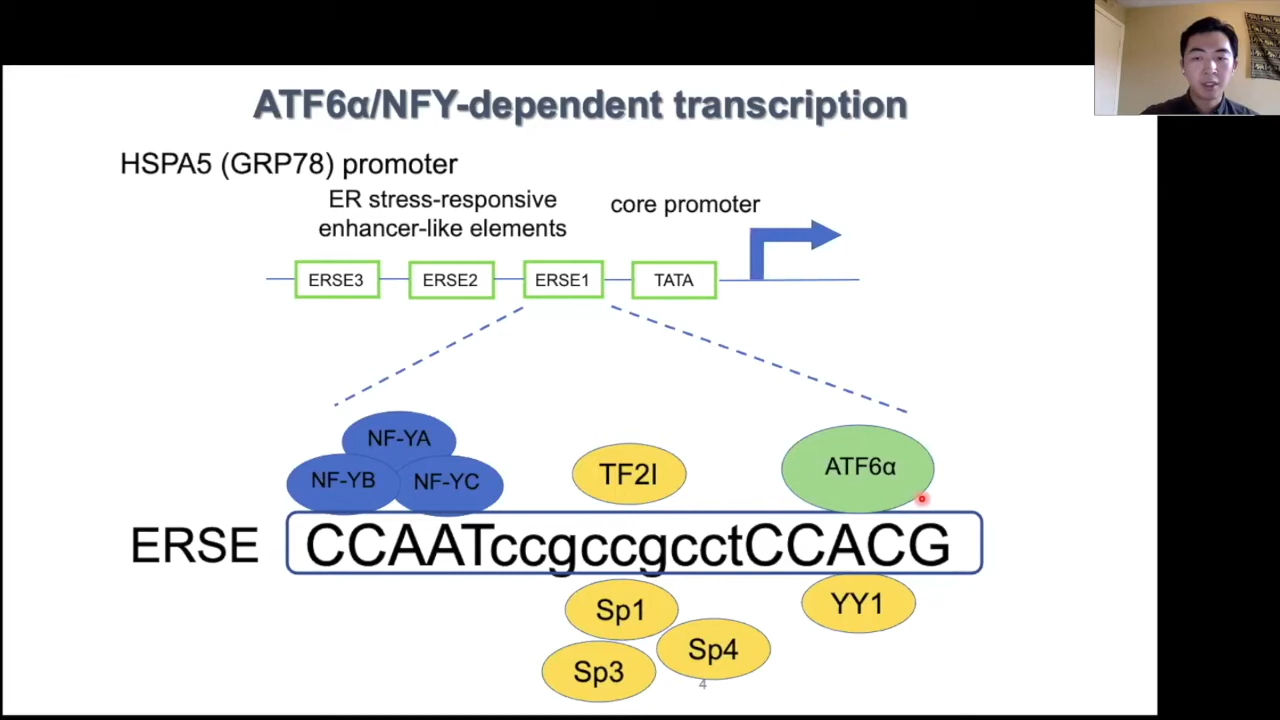 ATF6α/NFY-dependent transcription
HSPA5 (GRP78) promoter
ER stress-responsive
enhancer-like elements
core promoter
ERSE3
ERSE2
ERSE1
TATA
NF-YA
NF-YB
NF-YC
TF2I
ATF6α
ERSE
CCAATccgccgcctCCACG
Sp1
YY1
Sp4
Sp3
4